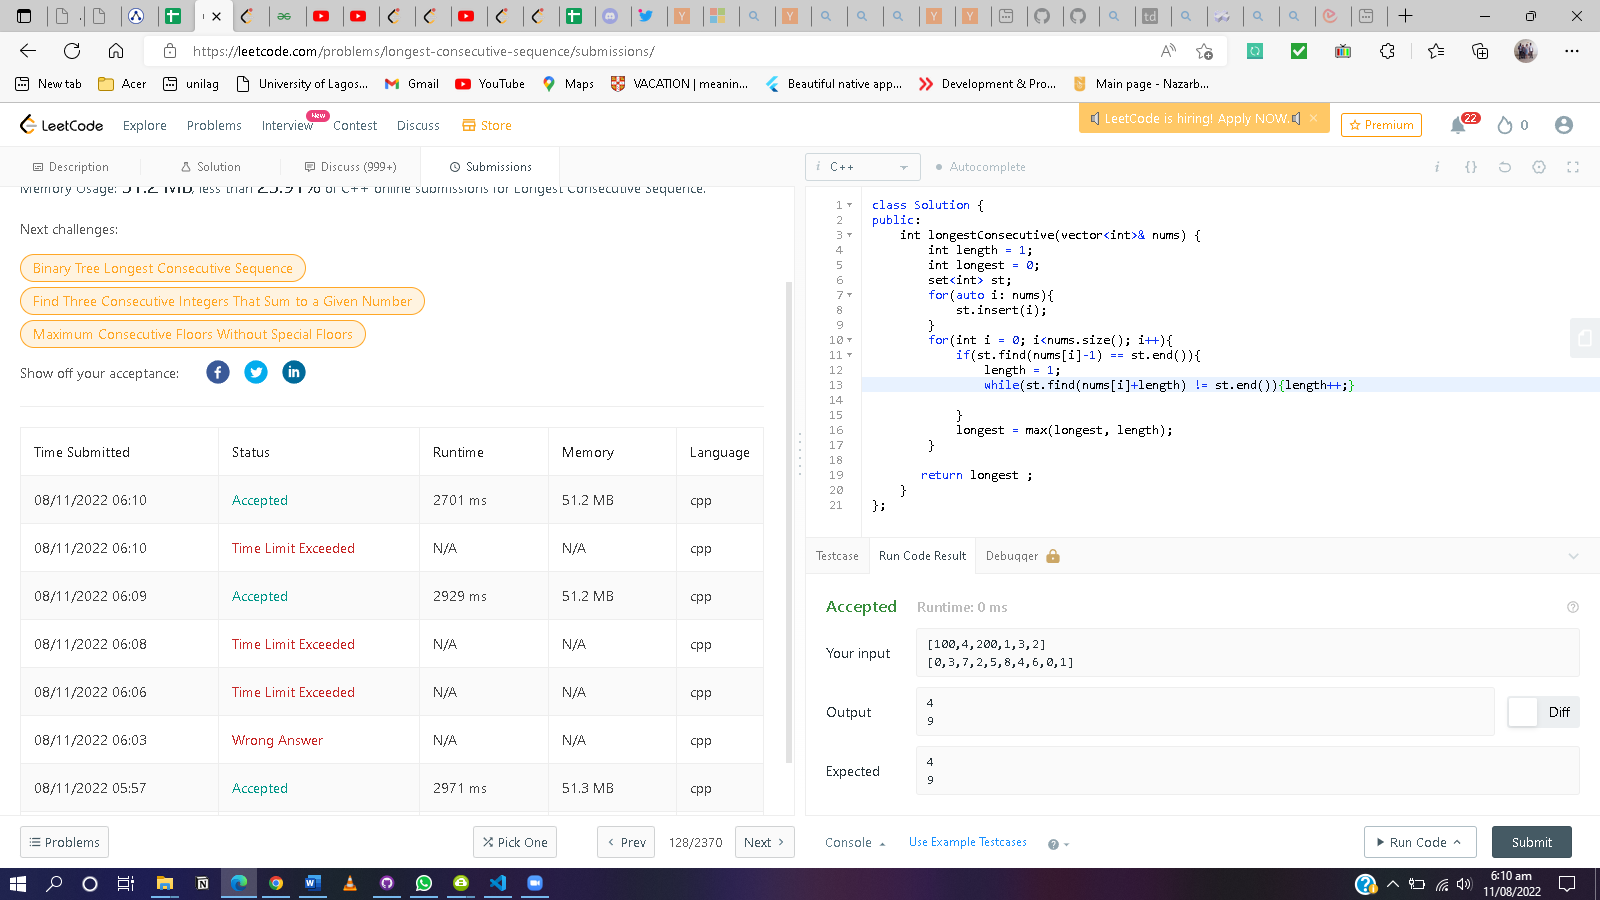 https://leetcode.com/problems/longest-consecutive-sequence/submissions/
New tab
Acer
unilag
University of Lagos...
Gmail
YouTube
Maps
VACATION | meanin...
Beautiful native app...
Development & Pro...
Main page - Nazarb...
LeetCode
Explore
Problems
Interview
New
Contest
Discuss
Store
LeetCode is hiring! Apply NOW.
Premium
22
0
Description
Solution
Discuss (999+)
Submissions
i C++
Autocomplete
Memory Usage: 51.2 MB, less than 25.91% of C++ online submissions for Longest Consecutive Sequence.
Next challenges:
Binary Tree Longest Consecutive Sequence
Find Three Consecutive Integers That Sum to a Given Number
Maximum Consecutive Floors Without Special Floors
Show off your acceptance:
Time Submitted Status Runtime Memory Language
08/11/2022 06:10 Accepted 2701 ms 51.2 MB cpp
08/11/2022 06:10 Time Limit Exceeded N/A N/A cpp
08/11/2022 06:09 Accepted 2929 ms 51.2 MB cpp
08/11/2022 06:08 Time Limit Exceeded N/A N/A cpp
08/11/2022 06:06 Time Limit Exceeded N/A N/A cpp
08/11/2022 06:03 Wrong Answer N/A N/A cpp
08/11/2022 05:57 Accepted 2971 ms 51.3 MB cpp
Problems
Pick One
Prev
128/2370
Next
1 class Solution {
2 public:
3 int longestConsecutive(vector<int>& nums) {
4 int length = 1;
5 int longest = 0;
6 set<int> st;
7 for(auto i: nums){
8 st.insert(i);
9 }
10 for(int i = 0; i<nums.size(); i++){
11 if(st.find(nums[i]-1) == st.end()){
12 length = 1;
13 while(st.find(nums[i]+length) != st.end()){length++;}
14
15 }
16 longest = max(longest, length);
17 }
18
19 return longest ;
20 }
21 };
Testcase
Run Code Result
Debugger
Accepted Runtime: 0 ms
Your input
[100,4,200,1,3,2]
[0,3,7,2,5,8,4,6,0,1]
Output
4
9
Diff
Expected
4
9
Console
Use Example Testcases
Run Code
Submit
6:10 am
11/08/2022